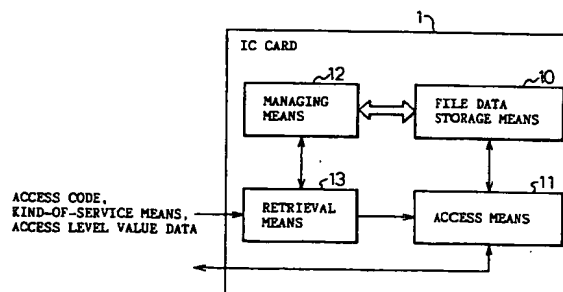 1
IC CARD
12
10
MANAGING
MEANS
FILE DATA
STORAGE MEANS
13
11
ACCESS CODE,
KIND-OF-SERVICE MEANS,
ACCESS LEVEL VALUE DATA
RETRIEVAL
MEANS
ACCESS MEANS